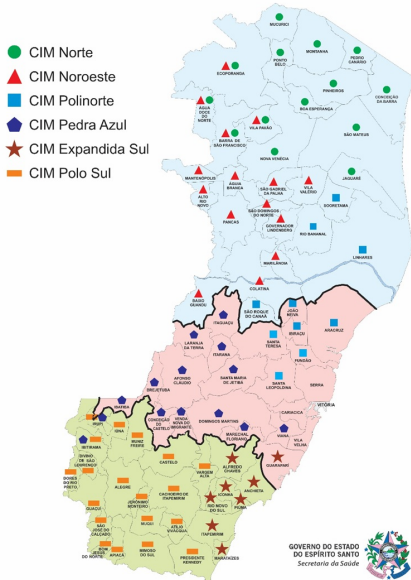 CIM Norte
CIM Noroeste
CIM Polinorte
CIM Pedra Azul
CIM Expandida Sul
CIM Polo Sul
MUCURICI
MONTANHA
PEDRO
CANÁRIO
PONTO
BELO
ECOPORANGA
PINHEIROS
CONCEIÇÃO
DA BARRA
ÁGUA
DOCE DO
NORTE
BOA ESPERANÇA
VILA PAVÃO
BARRA DE
SÃO FRANCISCO
SÃO MATEUS
NOVA VENÉCIA
JAGUARÉ
MANTENÓPOLIS
ÁGUIA
BRANCA
SÃO GABRIEL
DA PALHA
VILA
VALÉRIO
ALTO
RIO
NOVO
SOORETAMA
SÃO DOMINGOS
DO NORTE
PANCAS
GOVERNADOR
LINDENBERG
RIO BANANAL
LINHARES
MARILÂNDIA
COLATINA
BAIXO
GUANDU
SÃO ROQUE
DO CANAÃ
JOÃO
NEIVA
ITAGUAÇU
ARACRUZ
IBIRAÇU
LARANJA
DA TERRA
ITARANA
SANTA
TERESA
FUNDÃO
AFONSO
CLÁUDIO
SANTA MARIA
DE JETIBÁ
BREJETUBA
SANTA
LEOPOLDINA
SERRA
IBATIBA
VITÓRIA
CARIACICA
CONCEIÇÃO
DO
CASTELO
VENDA
NOVA DO
IMIGRANTE
DOMINGOS MARTINS
MARECHAL
FLORIANO
VIANA
VILA
VELHA
IRUPI
IÚNA
IBITIRAMA
MUNIZ
FREIRE
DIVINO
DE SÃO
LOURENÇO
CASTELO
ALFREDO
CHAVES
GUARAPARI
VARGEM
ALTA
DORES
DO RIO
PRETO
ALEGRE
ICONHA
ANCHIETA
CACHOEIRO DE
ITAPEMIRIM
GUAÇUÍ
JERÔNIMO
MONTEIRO
RIO NOVO
DO SUL
PIÚMA
SÃO
JOSÉ DO
CALÇADO
MUQUI
ATÍLIO
VIVÁCQUA
ITAPEMIRIM
BOM
JESUS DO
NORTE
APIACÁ
MIMOSO
DO SUL
PRESIDENTE
KENNEDY
MARATAÍZES
GOVERNO DO ESTADO
DO ESPÍRITO SANTO
Secretaria da Saúde